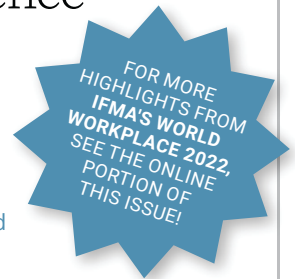 FOR MORE
HIGHLIGHTS FROM
IFMA'S WORLD
WORKPLACE 2022,
SEE THE ONLINE
PORTION OF
THIS ISSUE!